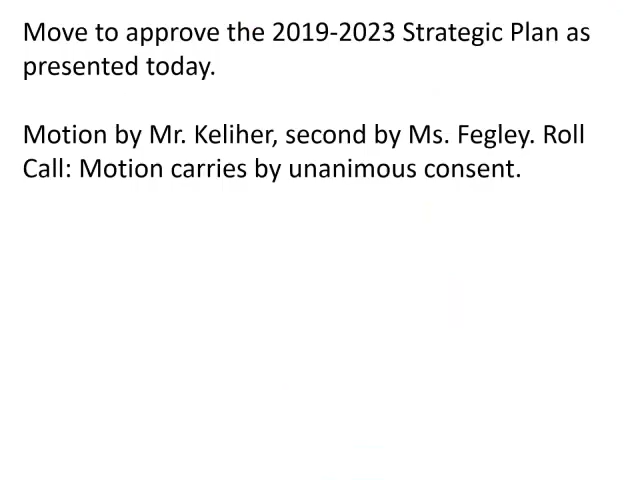 Move to approve the 2019-2023 Strategic Plan as
presented today.
Motion by Mr. Keliher, second by Ms. Fegley. Roll
Call: Motion carries by unanimous consent.